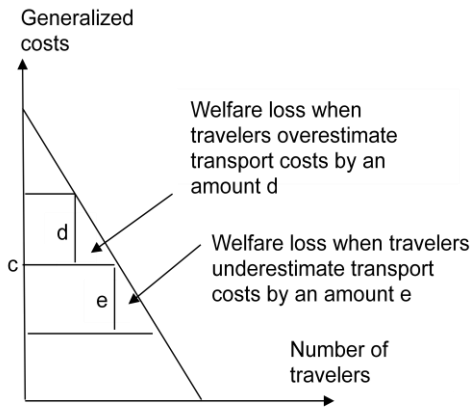 Generalized
costs
Welfare loss when
travelers overestimate
transport costs by an
amount d
d
Welfare loss when travelers
underestimate transport
costs by an amount e
c
e
Number of
travelers